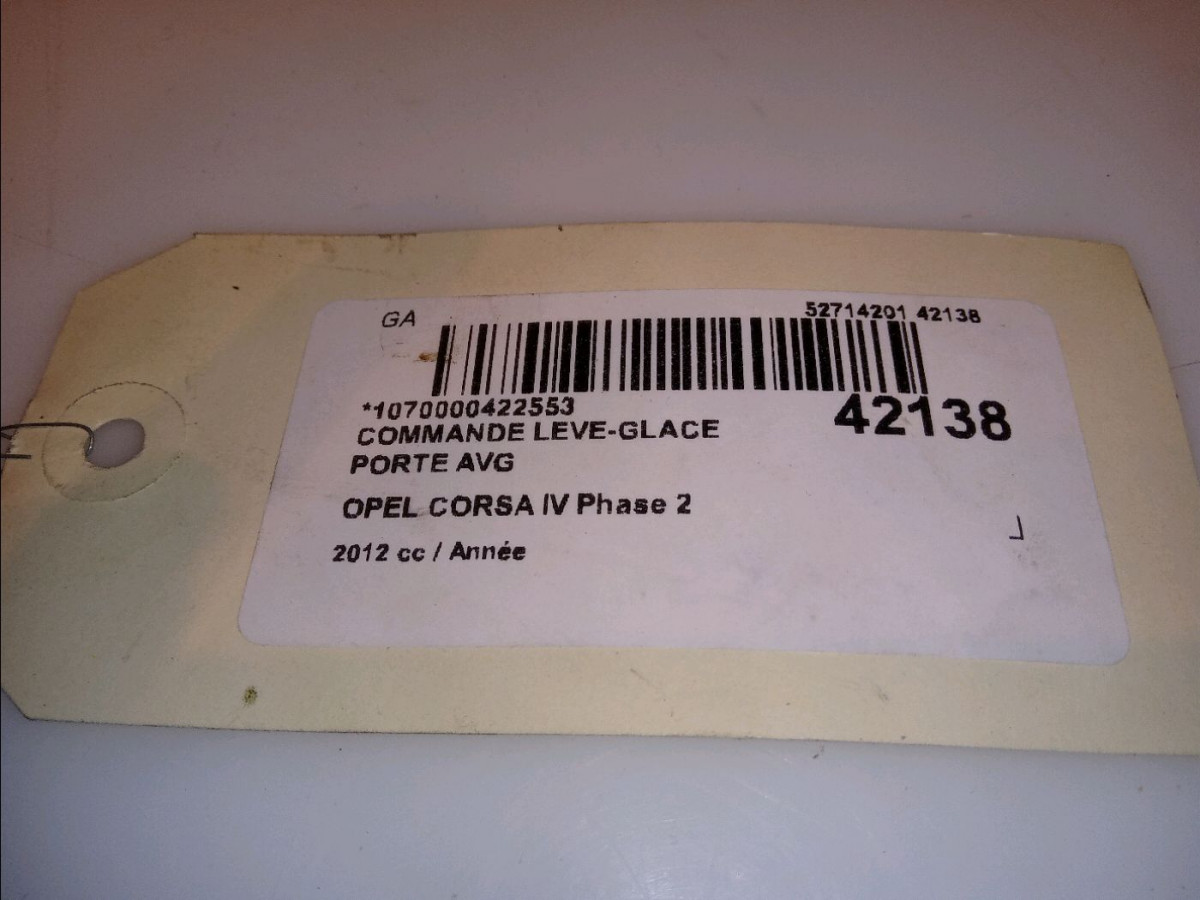 GA
52714201 42138
*1070000422553
42138
COMMANDE LEVE-GLACE
PORTE AVG
OPEL CORSA IV Phase 2
2012 cc / Année